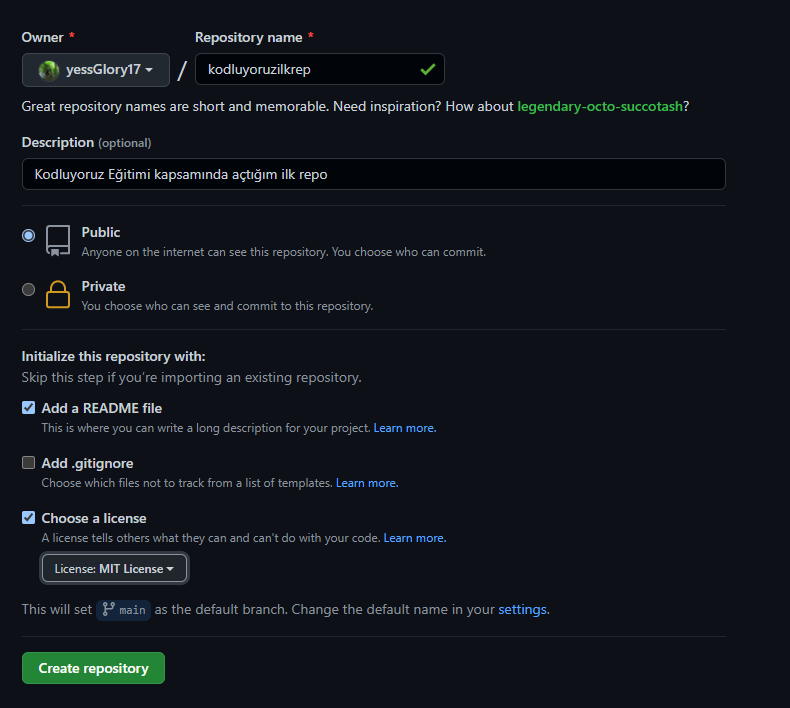 Owner * Repository name *
yessGlory17 / kodluyoruzilkrep
Great repository names are short and memorable. Need inspiration? How about legendary-octo-succotash?
Description (optional)
Kodluyoruz Eğitimi kapsamında açtığım ilk repo
Public
Anyone on the internet can see this repository. You choose who can commit.
Private
You choose who can see and commit to this repository.
Initialize this repository with:
Skip this step if you're importing an existing repository.
Add a README file
This is where you can write a long description for your project. Learn more.
Add .gitignore
Choose which files not to track from a list of templates. Learn more.
Choose a license
A license tells others what they can and can't do with your code. Learn more.
License: MIT License
This will set main as the default branch. Change the default name in your settings.
Create repository